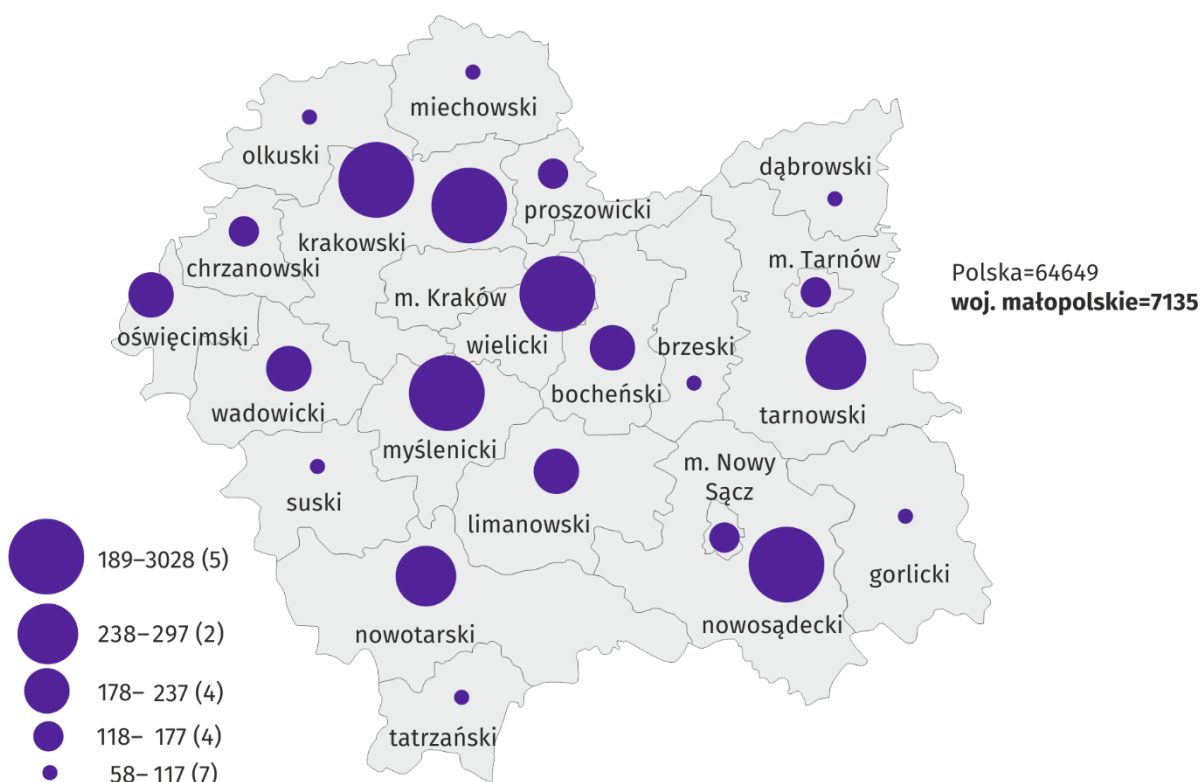 miechowski
olkuski
dąbrowski
proszowicki
krakowski
m. Tarnów
chrzanowski
Polska=64649
woj. małopolskie=7135
m. Kraków
oświęcimski
wielicki
brzeski
bocheński
wadowicki
tarnowski
myślenicki
m. Nowy
Sącz
suski
limanowski
189–3028 (5)
gorlicki
nowosądecki
238–297 (2)
nowotarski
178– 237 (4)
118– 177 (4)
tatrzański
58– 117 (7)